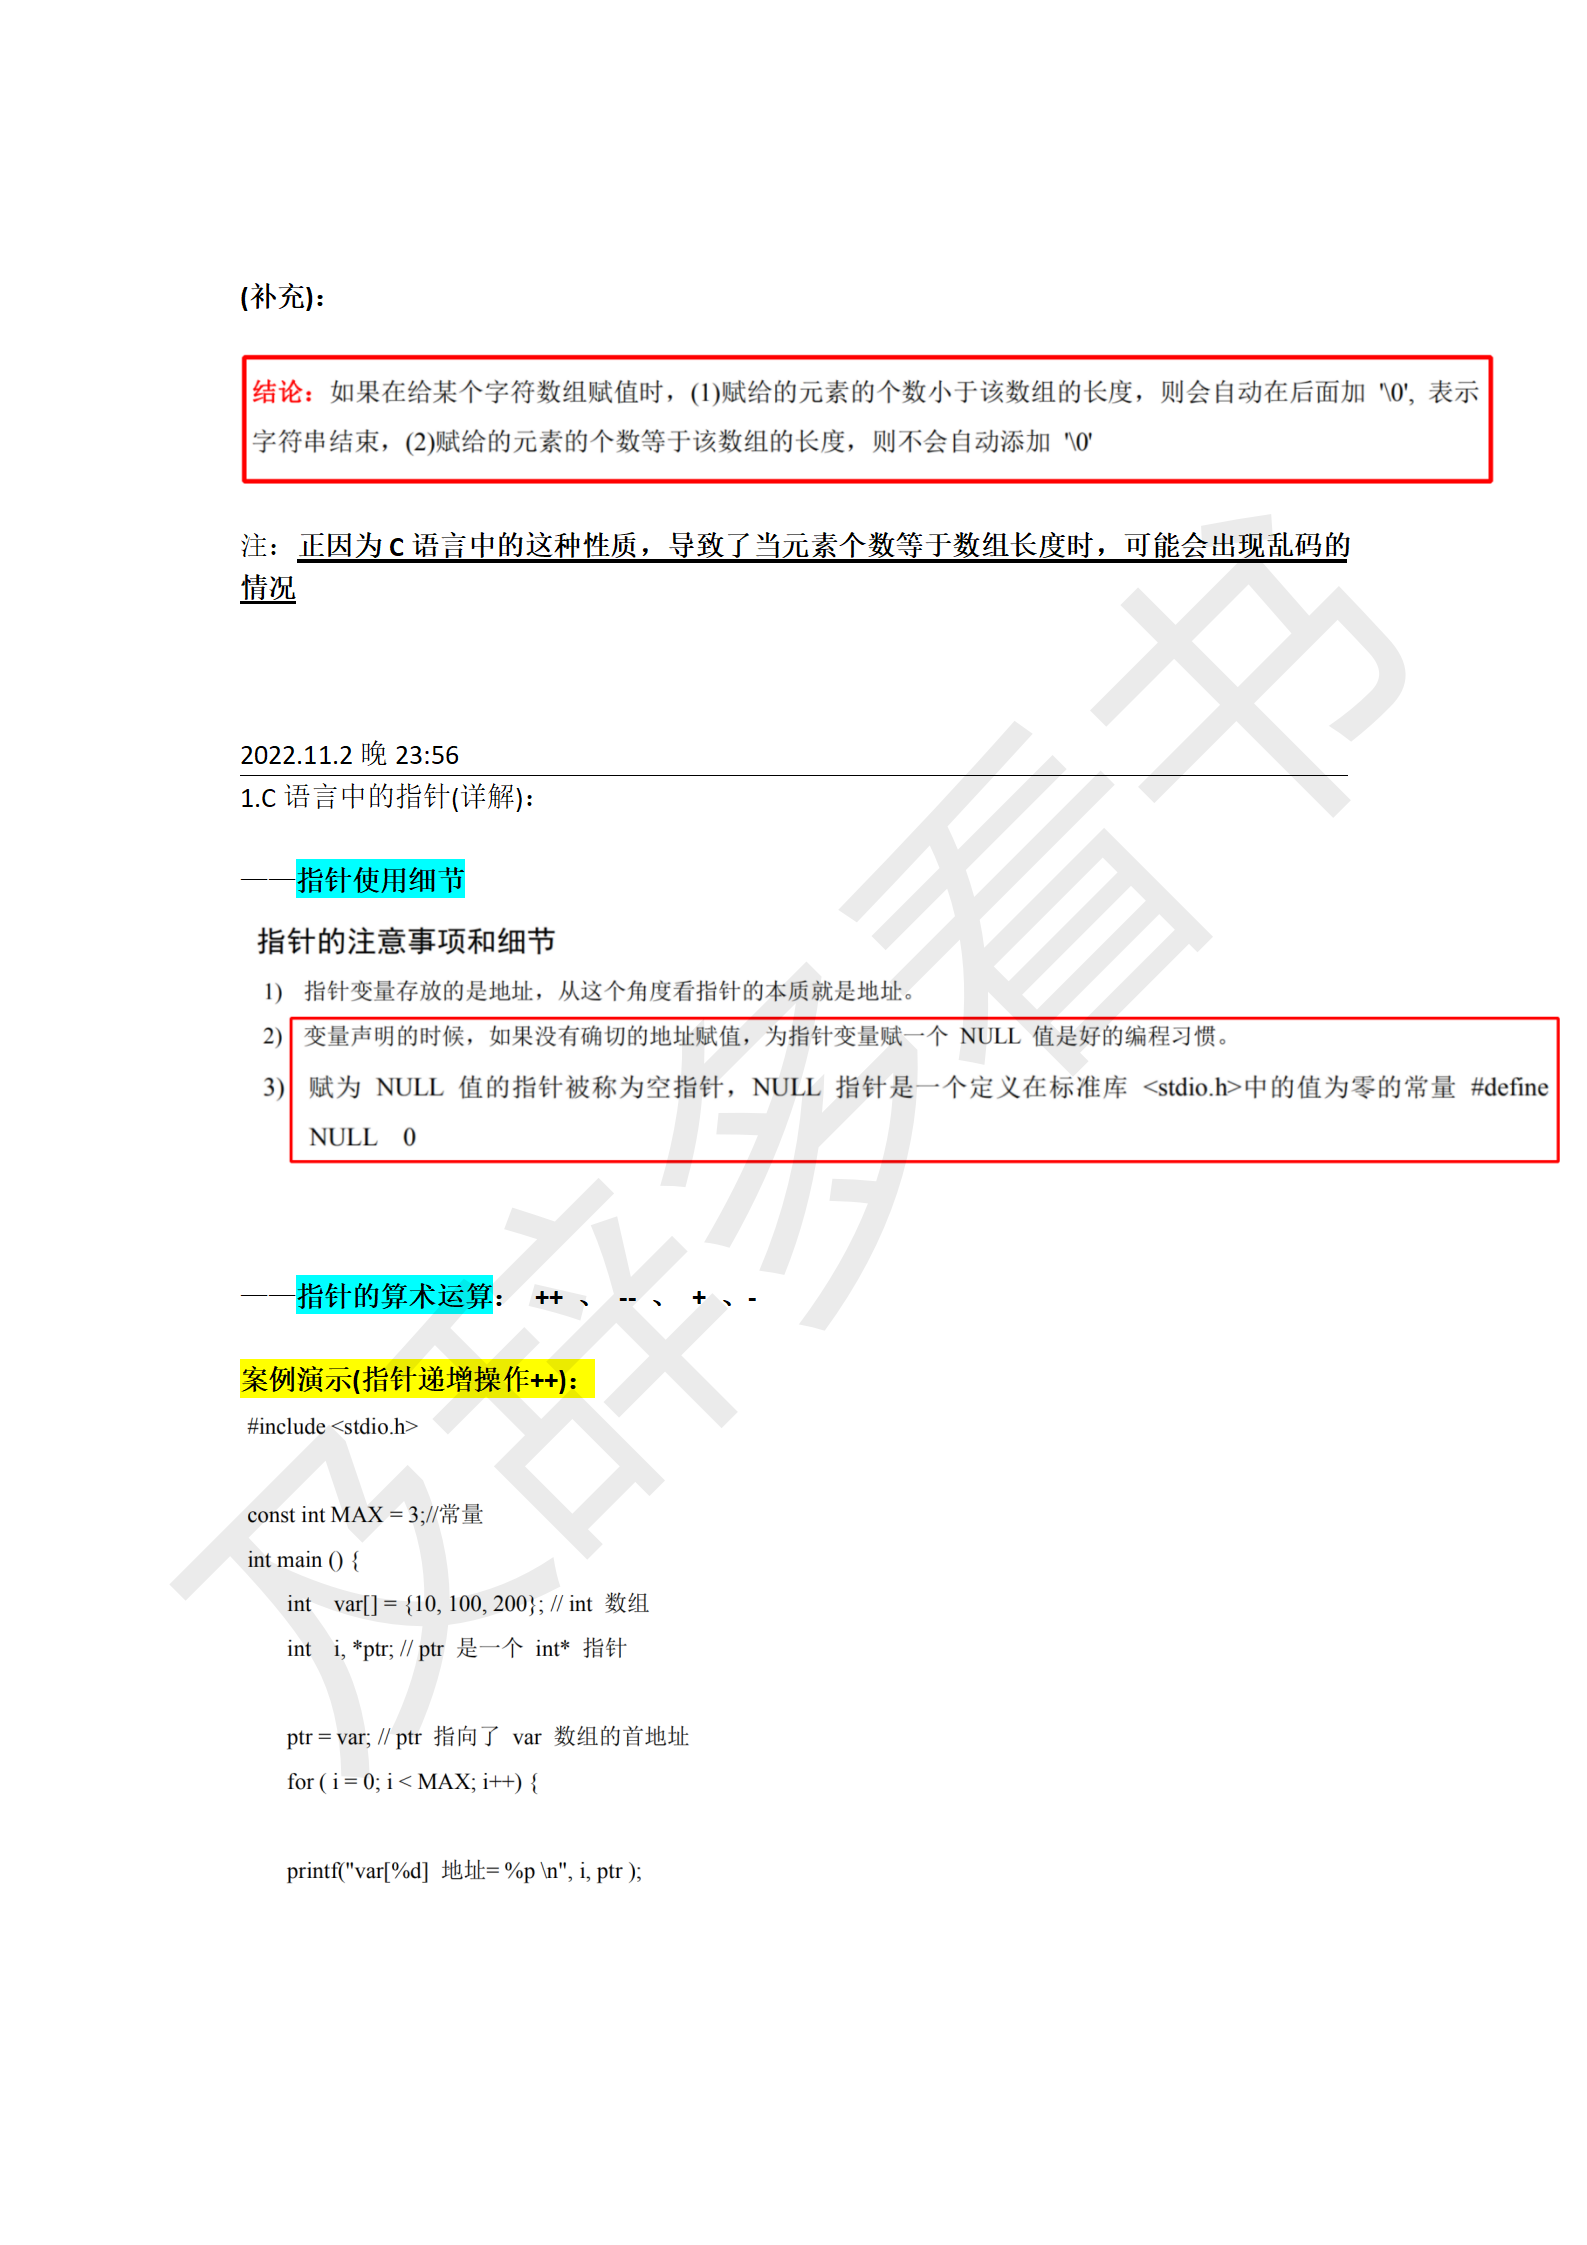 (补充)：
结论：如果在给某个字符数组赋值时，(1)赋给的元素的个数小于该数组的长度，则会自动在后面加 '\0', 表示
字符串结束，(2)赋给的元素的个数等于该数组的长度，则不会自动添加 '\0'
注：正因为 C 语言中的这种性质，导致了当元素个数等于数组长度时，可能会出现乱码的
情况
2022.11.2 晚 23:56
1.C 语言中的指针(详解)：
——指针使用细节
指针的注意事项和细节
1) 指针变量存放的是地址，从这个角度看指针的本质就是地址。
2) 变量声明的时候，如果没有确切的地址赋值，为指针变量赋一个 NULL 值是好的编程习惯。
3) 赋为 NULL 值的指针被称为空指针，NULL 指针是一个定义在标准库 <stdio.h>中的值为零的常量 #define
NULL 0
——指针的算术运算： ++ 、 -- 、 + 、-
案例演示(指针递增操作++)：
#include <stdio.h>
const int MAX = 3;//常量
int main () {
int var[] = {10, 100, 200}; // int 数组
int i, *ptr; // ptr 是一个 int* 指针
ptr = var; // ptr 指向了 var 数组的首地址
for ( i = 0; i < MAX; i++) {
printf("var[%d] 地址= %p \n", i, ptr );
及辞多看书